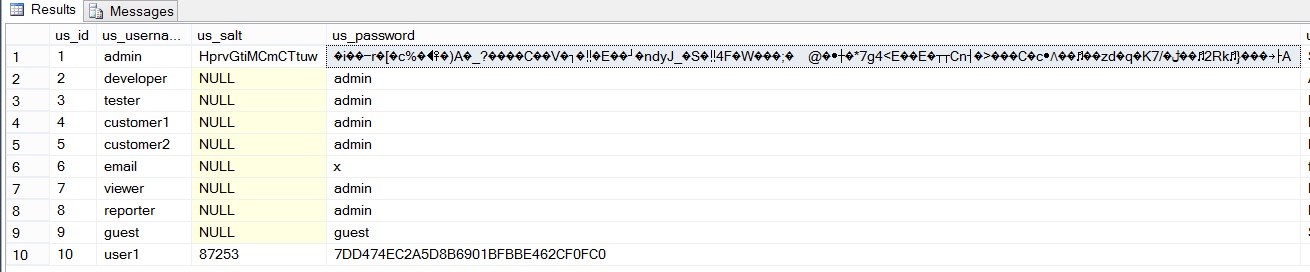 Results Messages
us_id us_userna... us_salt us_password
1 1 admin HprvGtiMCmCTtuw
2 2 developer NULL admin
3 3 tester NULL admin
4 4 customer1 NULL admin
5 5 customer2 NULL admin
6 6 email NULL x
7 7 viewer NULL admin
8 8 reporter NULL admin
9 9 guest NULL guest
10 10 user1 87253 7DD474EC2A5D8B6901BFBBE462CF0FC0